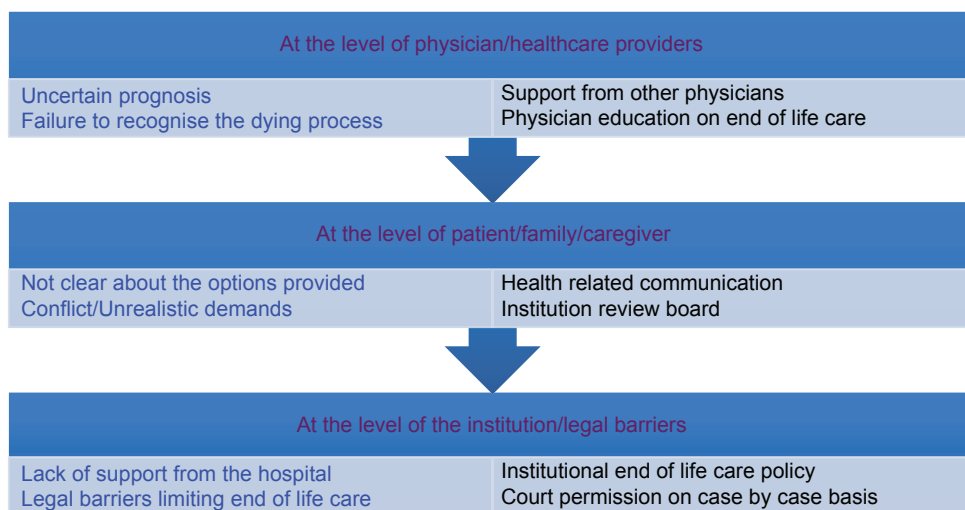 At the level of physician/healthcare providers
Uncertain prognosis
Failure to recognise the dying process
Support from other physicians
Physician education on end of life care
At the level of patient/family/caregiver
Not clear about the options provided
Conflict/Unrealistic demands
Health related communication
Institution review board
At the level of the institution/legal barriers
Lack of support from the hospital
Legal barriers limiting end of life care
Institutional end of life care policy
Court permission on case by case basis